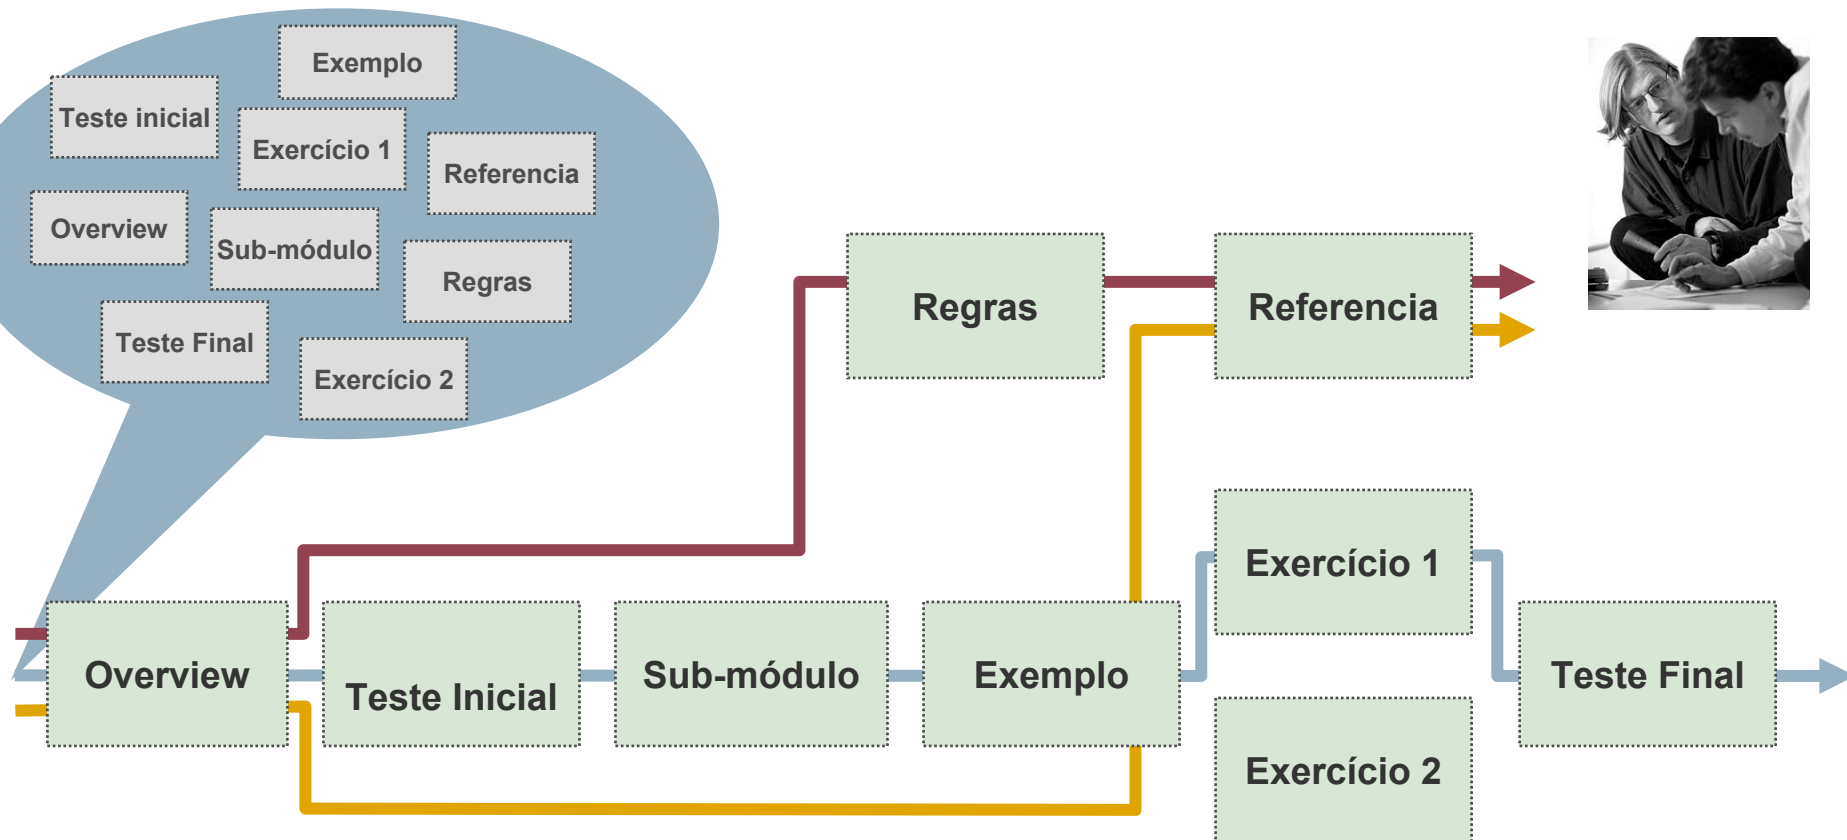 Exemplo
Teste inicial
Exercício 1
Referencia
Overview
Sub-módulo
Regras
Teste Final
Exercício 2
Regras
Referencia
Exercício 1
Overview
Teste Inicial
Sub-módulo
Exemplo
Teste Final
Exercício 2